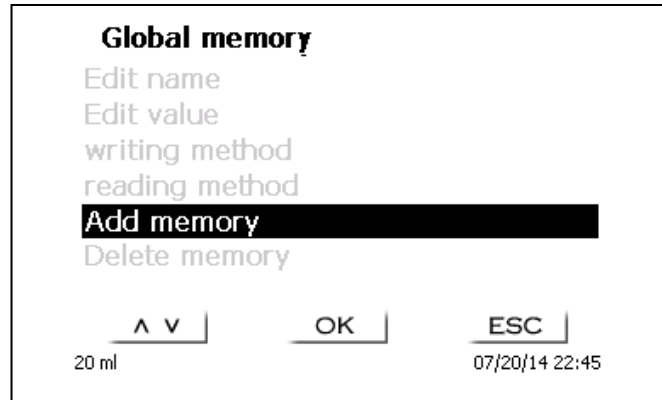 Global memory
Edit name
Edit value
writing method
reading method
Add memory
Delete memory
∧ ∨ OK ESC
20 ml 07/20/14 22:45